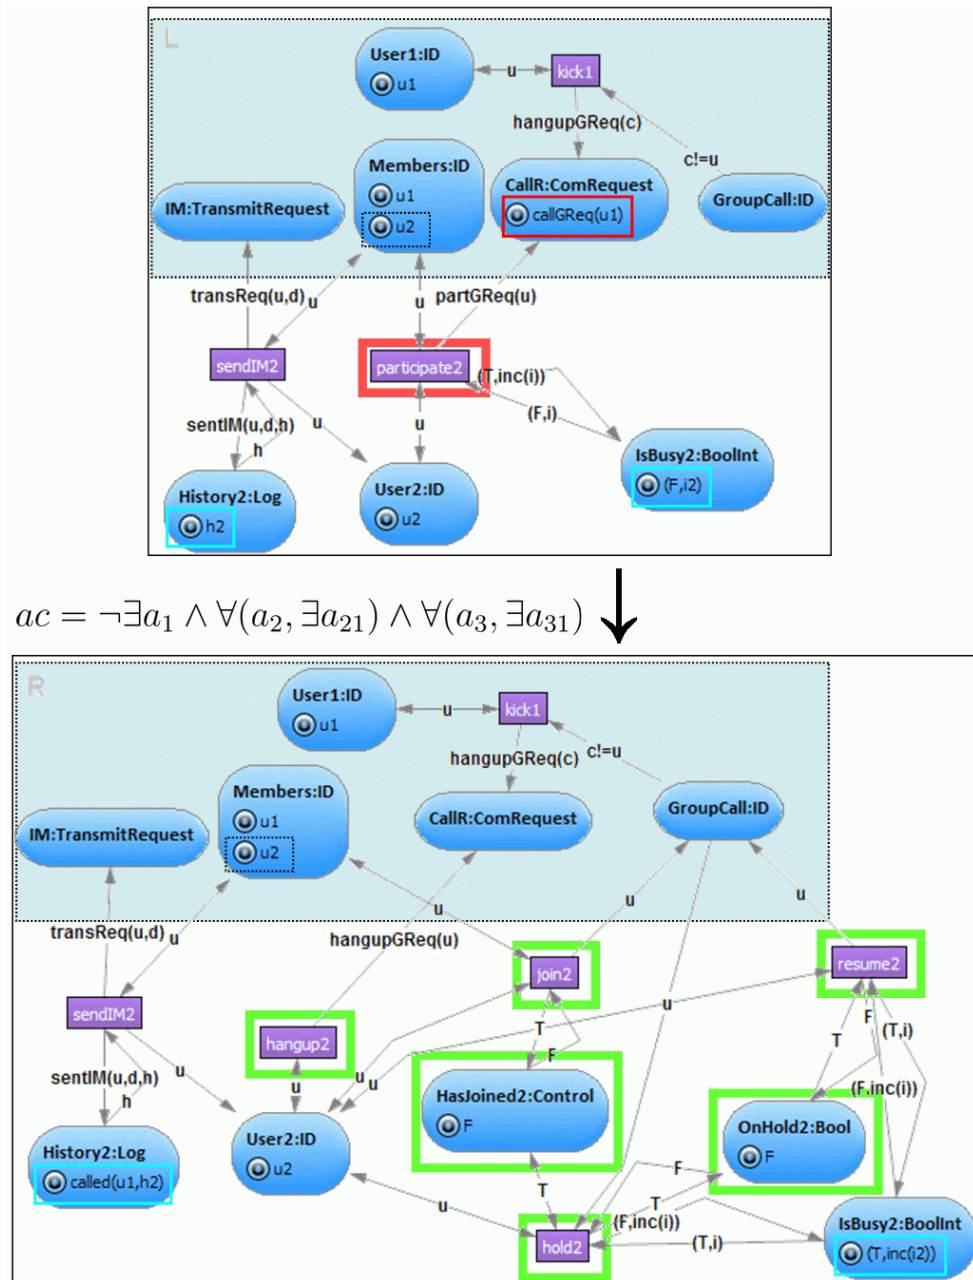 L
User1:ID
u1
u
kick1
hangupGReq(c)
c!=u
Members:ID
u1
u2
CallR:ComRequest
callGReq(u1)
IM:TransmitRequest
GroupCall:ID
transReq(u,d)
u
u
partGReq(u)
sendIM2
participate2
(T,inc(i))
(F,i)
sentIM(u,d,h)
u
u
h
IsBusy2:BoolInt
(F,i2)
History2:Log
h2
User2:ID
u2
ac = ¬∃a₁ ∧ ∀(a₂, ∃a₂₁) ∧ ∀(a₃, ∃a₃₁)
R
User1:ID
u1
u
kick1
hangupGReq(c)
c!=u
Members:ID
u1
u2
CallR:ComRequest
GroupCall:ID
IM:TransmitRequest
u
u
u
transReq(u,d)
u
hangupGReq(u)
join2
resume2
sendIM2
hangup2
u
T
F
T
F
(T,i)
sentIM(u,d,h)
h
u
u
u
u
(F,inc(i))
HasJoined2:Control
F
OnHold2:Bool
F
User2:ID
u2
History2:Log
called(u1,h2)
F
T
T
u
(F,inc(i))
(T,i)
hold2
IsBusy2:BoolInt
(T,inc(i2))